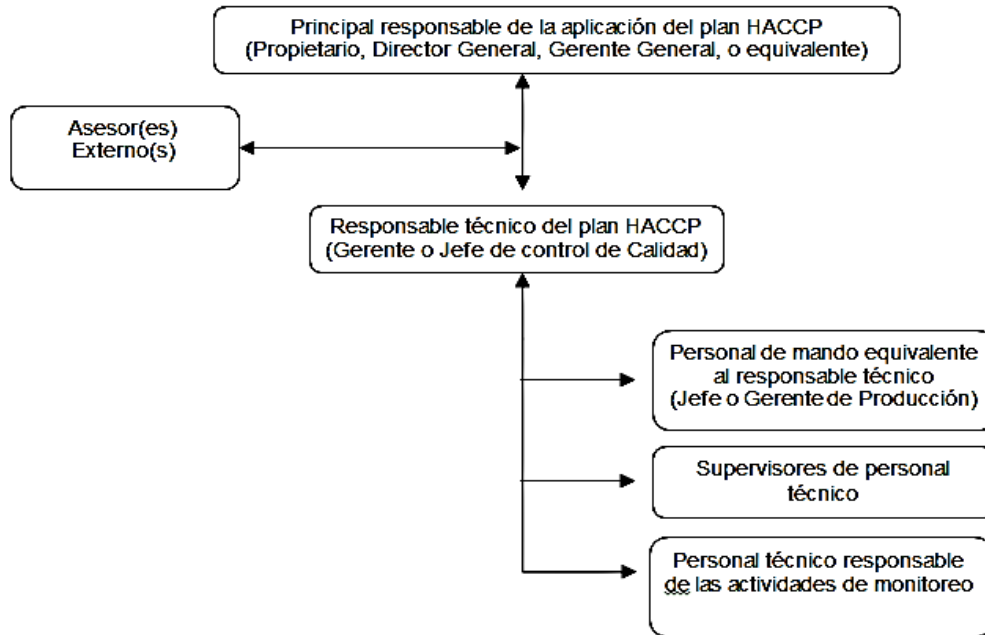 Principal responsable de la aplicación del plan HACCP
(Propietario, Director General, Gerente General, o equivalente)
Asesor(es)
Externo(s)
Responsable técnico del plan HACCP
(Gerente o Jefe de control de Calidad)
Personal de mando equivalente
al responsable técnico
(Jefe o Gerente de Producción)
Supervisores de personal
técnico
Personal técnico responsable
de las actividades de monitoreo